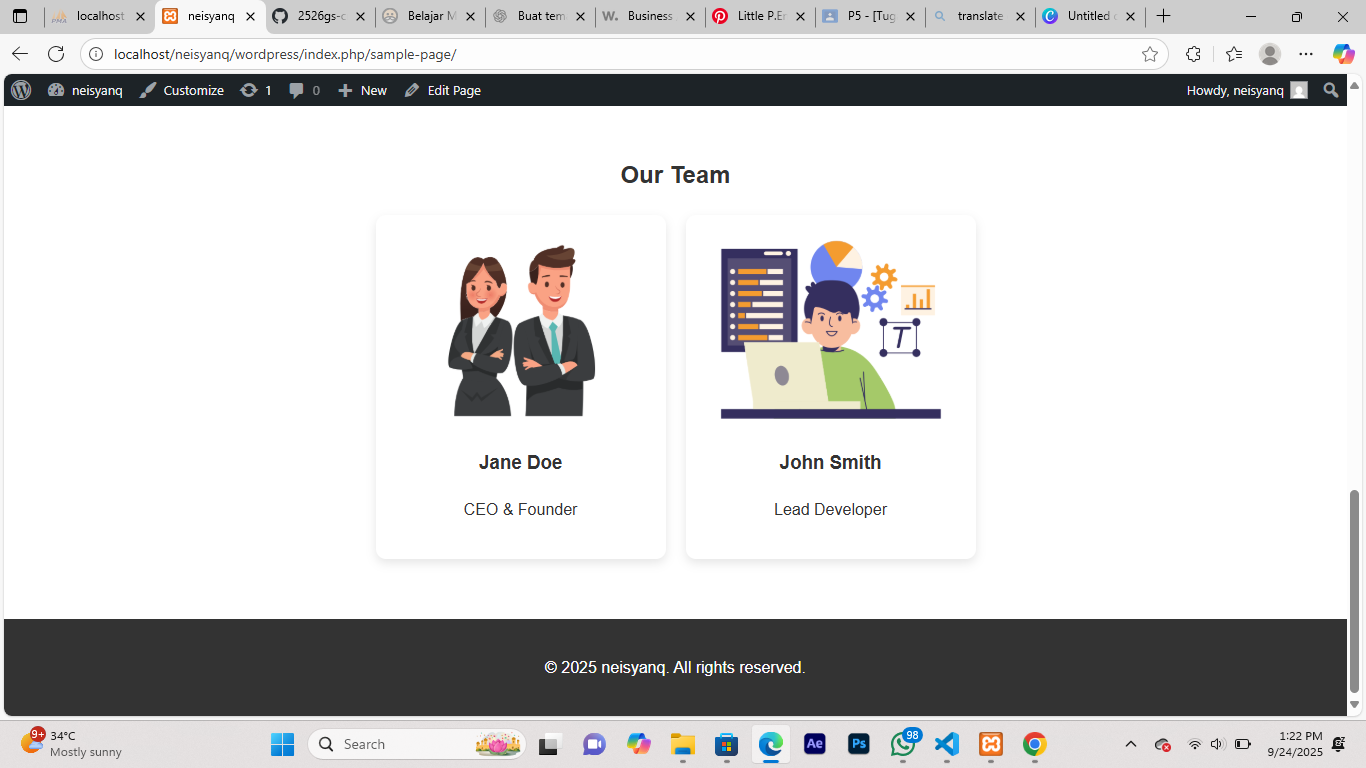 localhost
neisyanq
2526gs-c
Belajar M
Buat tem
W. Business
Little P.Er
P5 - [Tug
translate
Untitled
localhost/neisyanq/wordpress/index.php/sample-page/
neisyanq
Customize
1
0
New
Edit Page
Howdy, neisyanq
Our Team
T
Jane Doe
John Smith
CEO & Founder
Lead Developer
© 2025 neisyanq. All rights reserved.
9+
34°C
Mostly sunny
Search
Ae
Ps
98
1:22 PM
9/24/2025